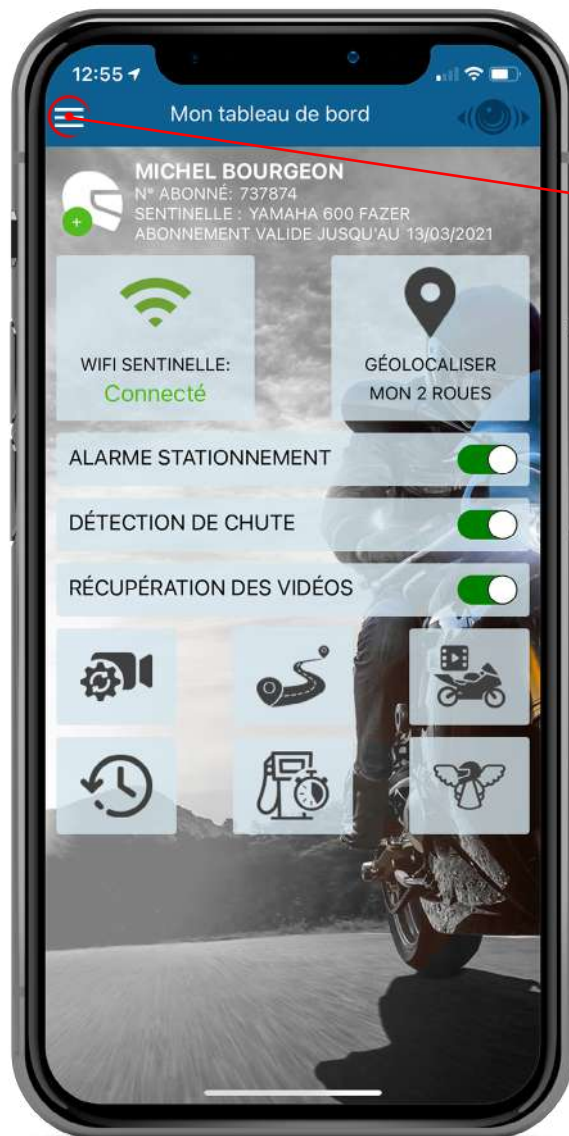 12:55
Mon tableau de bord
MICHEL BOURGEON
N° ABONNÉ: 737874
SENTINELLE : YAMAHA 600 FAZER
ABONNEMENT VALIDE JUSQU'AU 13/03/2021
WIFI SENTINELLE:
Connecté
GÉOLOCALISER
MON 2 ROUES
ALARME STATIONNEMENT
DÉTECTION DE CHUTE
RÉCUPÉRATION DES VIDÉOS